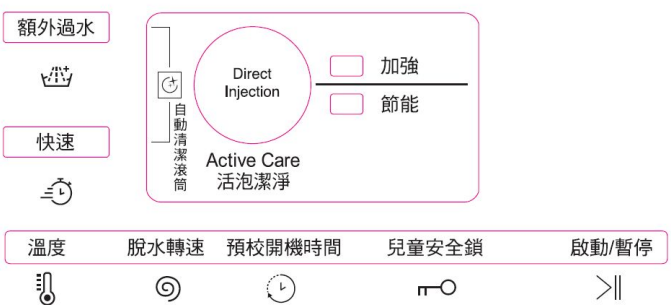 額外過水
快速
自動清潔滾筒
Direct
Injection
Active Care
活泡潔淨
加強
節能
溫度 脫水轉速 預校開機時間 兒童安全鎖 啟動/暫停